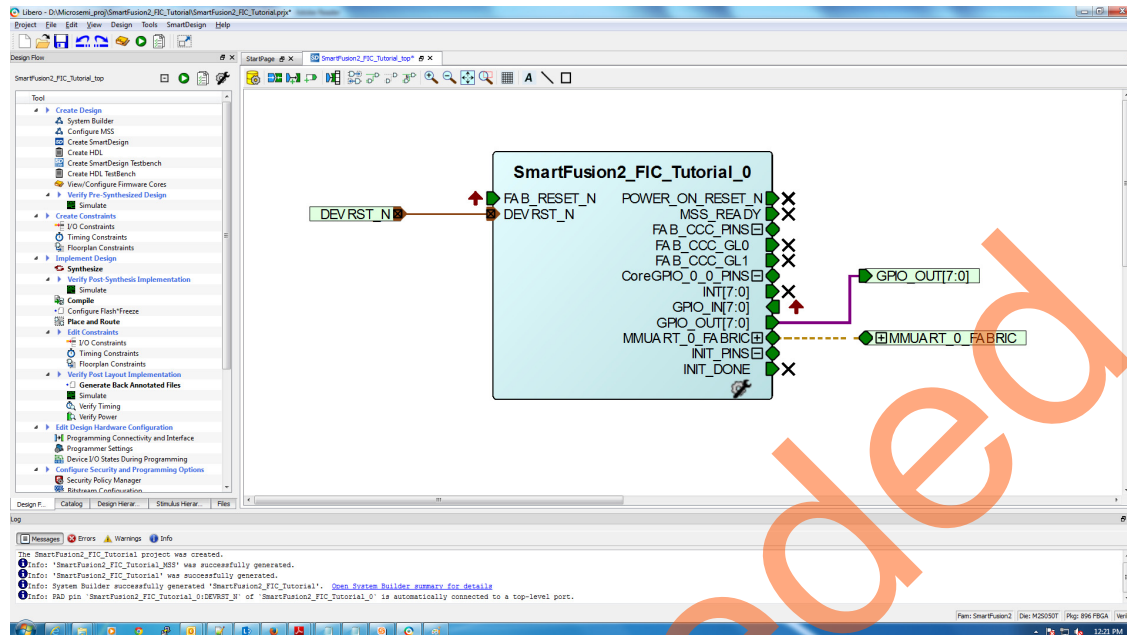 Libero - D:\Microsemi_proj\SmartFusion2_FIC_Tutorial\SmartFusion2_FIC_Tutorial.prjx*
Project File Edit View Design Tools SmartDesign Help
Design Flow
StartPage
SmartFusion2_FIC_Tutorial_top*
SmartFusion2_FIC_Tutorial_top
Tool
Create Design
System Builder
Configure MSS
Create SmartDesign
Create HDL
Create SmartDesign Testbench
Create HDL TestBench
View/Configure Firmware Cores
Verify Pre-Synthesized Design
Simulate
Create Constraints
I/O Constraints
Timing Constraints
Floorplan Constraints
Implement Design
Synthesize
Verify Post-Synthesis Implementation
Simulate
Compile
Configure Flash*Freeze
Place and Route
Edit Constraints
I/O Constraints
Timing Constraints
Floorplan Constraints
Verify Post Layout Implementation
Generate Back Annotated Files
Simulate
Verify Timing
Verify Power
Edit Design Hardware Configuration
Programming Connectivity and Interface
Programmer Settings
Device I/O States During Programming
Configure Security and Programming Options
Security Policy Manager
Bitstream Configuration
Design F... Catalog Design Hierar... Stimulus Hierar... Files
SmartFusion2_FIC_Tutorial_0
FAB_RESET_N
DEVRST_N
DEVRST_N
POWER_ON_RESET_N
MSS_READY
FAB_CCC_PINS
FAB_CCC_GL0
FAB_CCC_GL1
CoreGPIO_0_0_PINS
INT[7:0]
GPIO_IN[7:0]
GPIO_OUT[7:0]
MMUART_0_FABRIC
INIT_PINS
INIT_DONE
GPIO_OUT[7:0]
MMUART_0_FABRIC
ded
Log
Messages Errors Warnings Info
The SmartFusion2_FIC_Tutorial project was created.
Info: 'SmartFusion2_FIC_Tutorial_MSS' was successfully generated.
Info: 'SmartFusion2_FIC_Tutorial' was successfully generated.
Info: System Builder successfully generated 'SmartFusion2_FIC_Tutorial'. Open System Builder summary for details
Info: PAD pin 'SmartFusion2_FIC_Tutorial_0:DEVRST_N' of 'SmartFusion2_FIC_Tutorial_0' is automatically connected to a top-level port.
Fam: SmartFusion2 Die: M2S050T Pkg: 896 FBGA Veri
12:21 PM